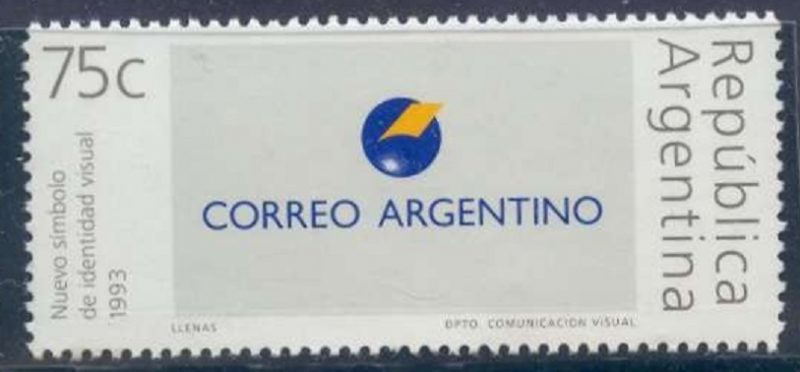 75c
Nuevo símbolo
de identidad visual
1993
CORREO ARGENTINO
LLENAS
DPTO. COMUNICACION VISUAL
República
Argentina